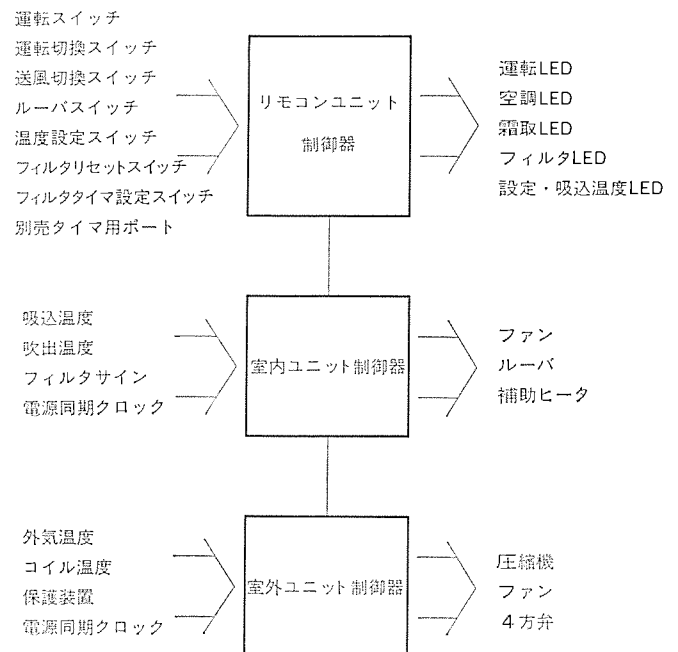 運転スイッチ
運転切換スイッチ
送風切換スイッチ
ルーバスイッチ
温度設定スイッチ
フィルタリセットスイッチ
フィルタタイマ設定スイッチ
別売タイマ用ポート
リモコンユニット
制御器
運転LED
空調LED
霜取LED
フィルタLED
設定・吸込温度LED
吸込温度
吹出温度
フィルタサイン
電源同期クロック
室内ユニット制御器
ファン
ルーバ
補助ヒータ
外気温度
コイル温度
保護装置
電源同期クロック
室外ユニット制御器
圧縮機
ファン
4方弁